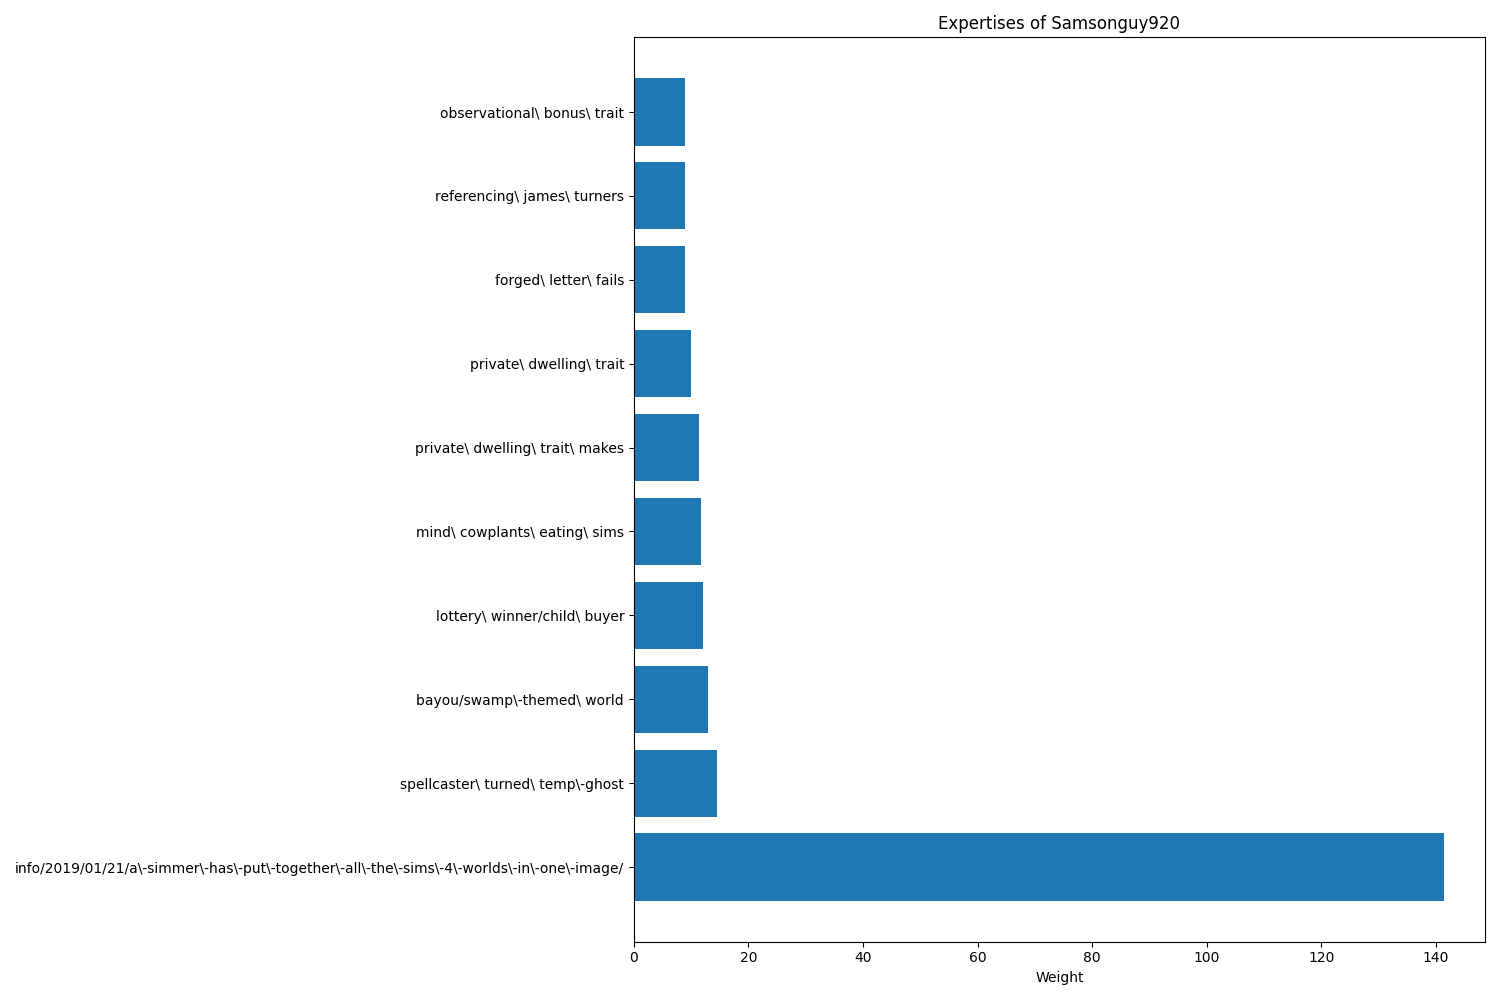 Expertises of Samsonguy920
observational\ bonus\ trait
referencing\ james\ turners
forged\ letter\ fails
private\ dwelling\ trait
private\ dwelling\ trait\ makes
mind\ cowplants\ eating\ sims
lottery\ winner/child\ buyer
bayou/swamp\-themed\ world
spellcaster\ turned\ temp\-ghost
info/2019/01/21/a\-simmer\-has\-put\-together\-all\-the\-sims\-4\-worlds\-in\-one\-image/
0 20 40 60 80 100 120 140
Weight